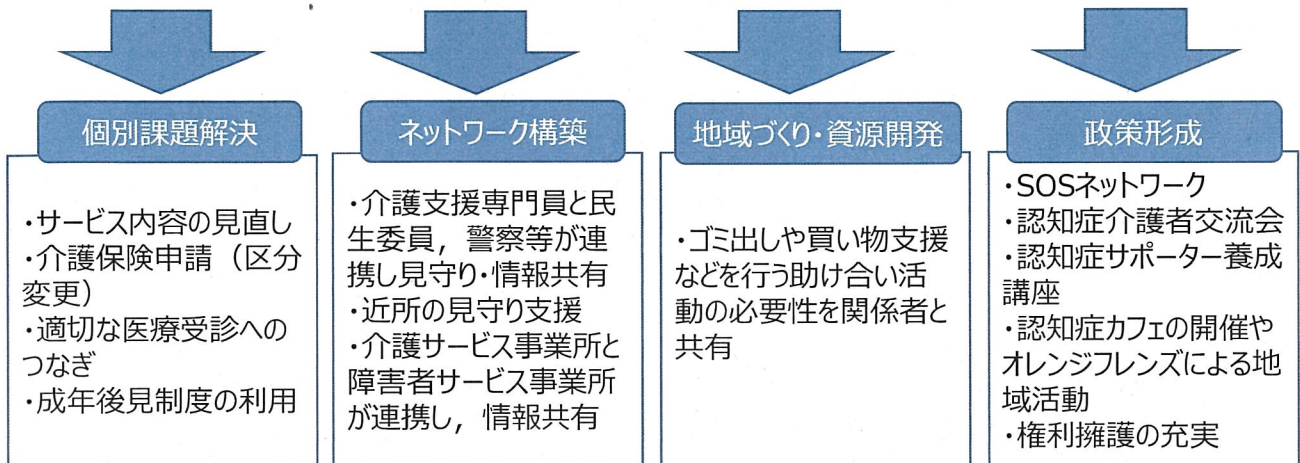 個別課題解決
・サービス内容の見直し
・介護保険申請（区分
変更）
・適切な医療受診への
つなぎ
・成年後見制度の利用
ネットワーク構築
・介護支援専門員と民
生委員，警察等が連
携し見守り・情報共有
・近所の見守り支援
・介護サービス事業所と
障害者サービス事業所
が連携し，情報共有
地域づくり・資源開発
・ゴミ出しや買い物支援
などを行う助け合い活
動の必要性を関係者と
共有
政策形成
・SOSネットワーク
・認知症介護者交流会
・認知症サポーター養成
講座
・認知症カフェの開催や
オレンジフレンズによる地
域活動
・権利擁護の充実